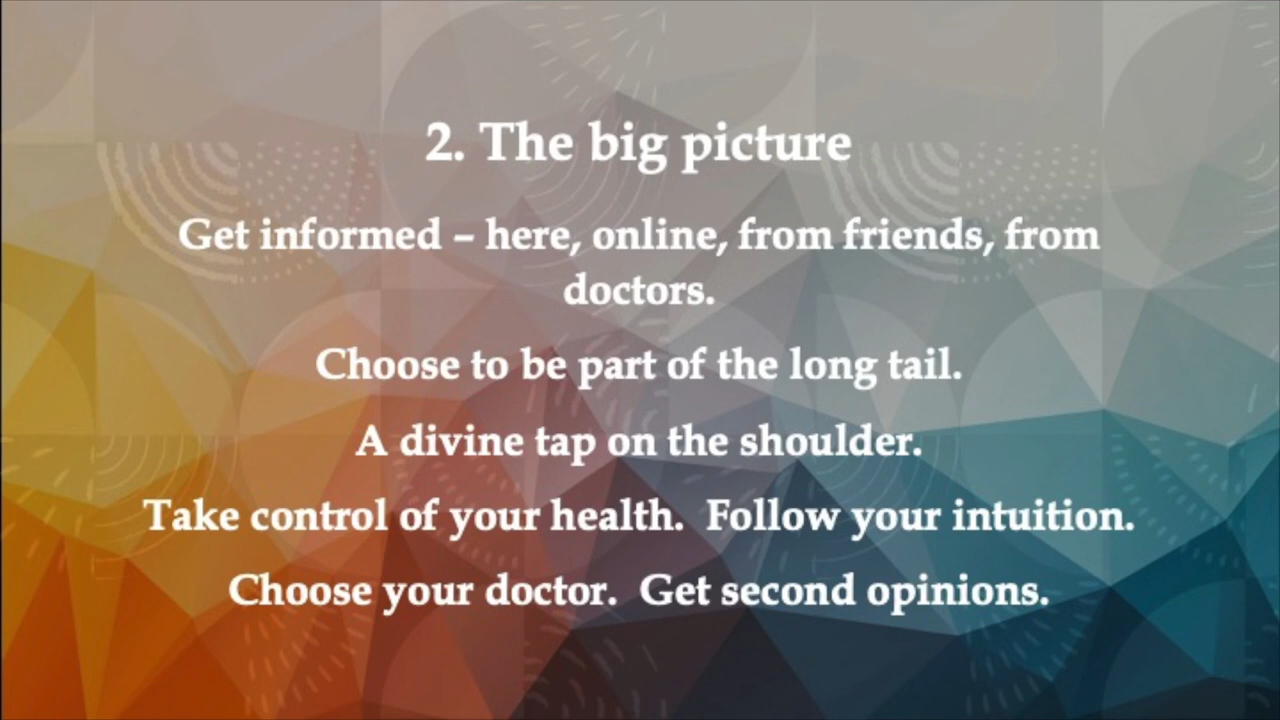 2. The big picture
Get informed – here, online, from friends, from
doctors.
Choose to be part of the long tail.
A divine tap on the shoulder.
Take control of your health.  Follow your intuition.
Choose your doctor.  Get second opinions.